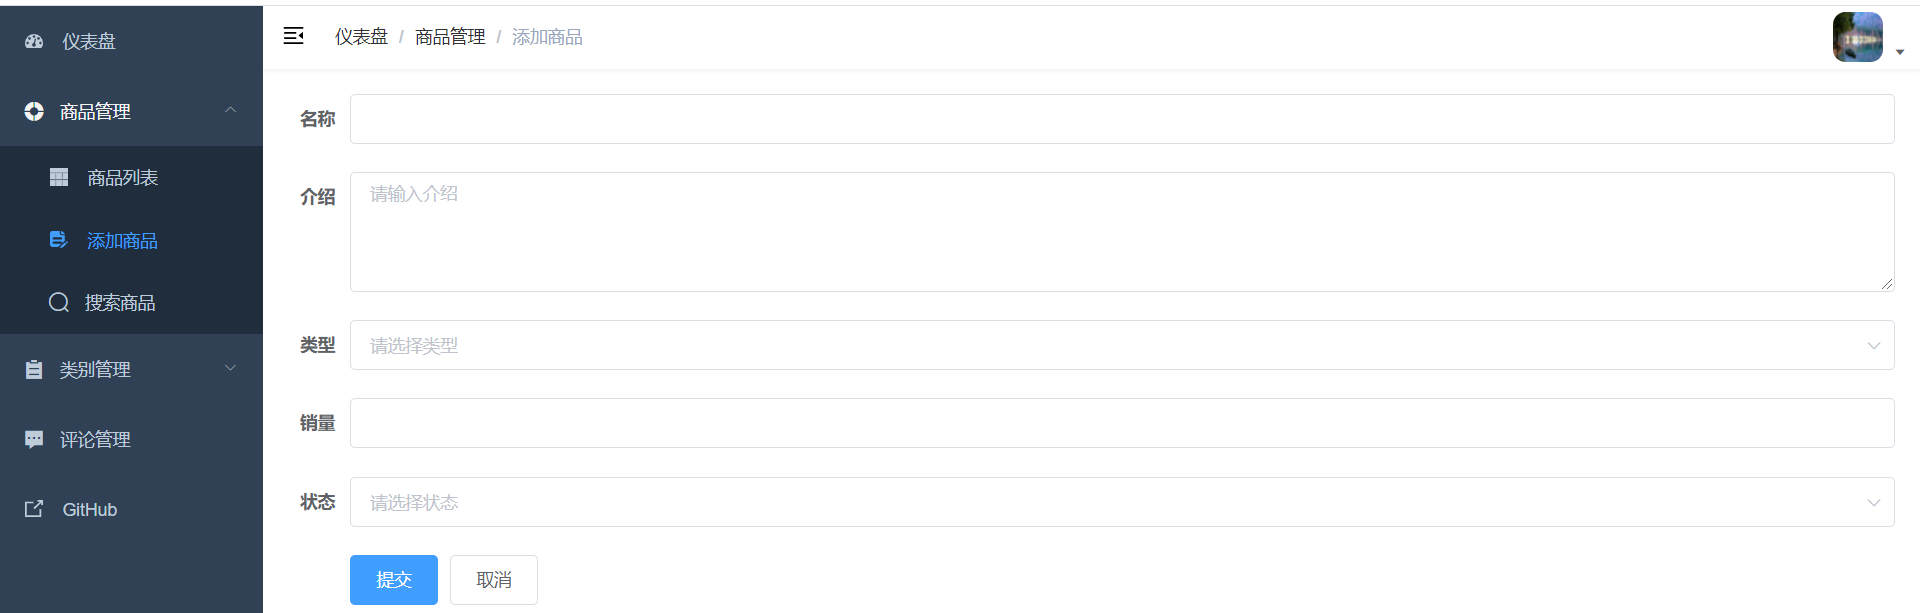 仪表盘
商品管理
商品列表
添加商品
搜索商品
类别管理
评论管理
GitHub
仪表盘 / 商品管理 / 添加商品
名称
介绍 请输入介绍
类型 请选择类型
销量
状态 请选择状态
提交 取消